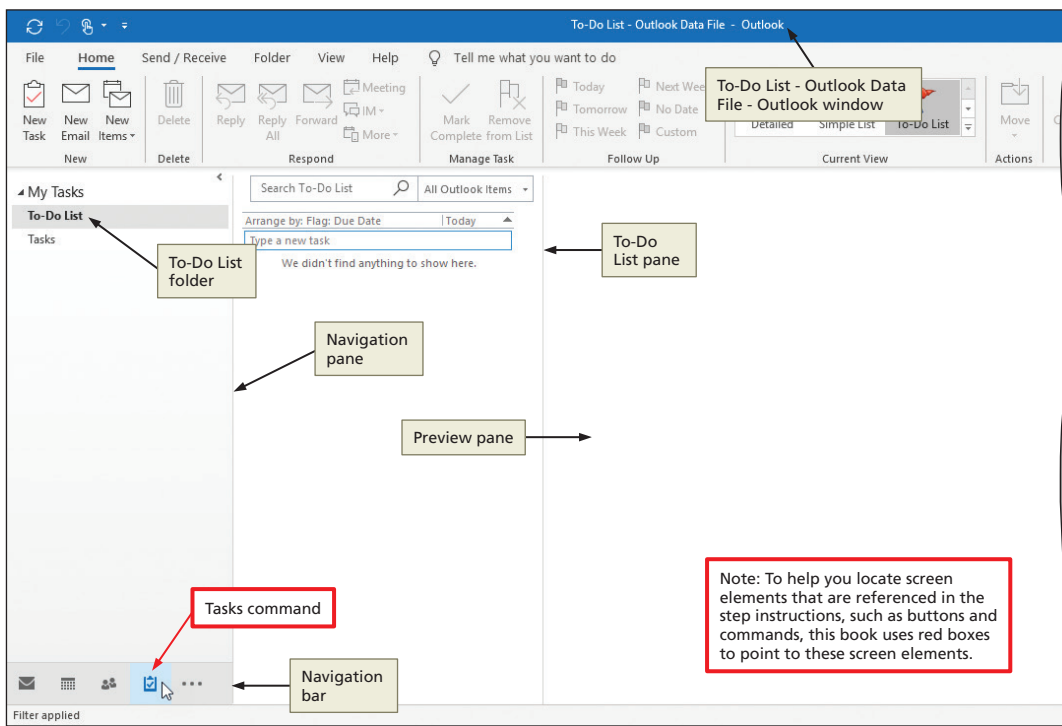 To-Do List - Outlook Data File - Outlook
File Home Send / Receive Folder View Help Tell me what you want to do
New Task
New Email
New Items
Delete
Reply
Reply All
Forward
Meeting
IM
More
Mark Complete
Remove from List
Today
Tomorrow
This Week
Next Wee
No Date
Custom
To-Do List - Outlook Data
File - Outlook window
Detailed
Simple List
To-Do List
Move
New
Delete
Respond
Manage Task
Follow Up
Current View
Actions
My Tasks
To-Do List
Tasks
Search To-Do List
All Outlook Items
Arrange by: Flag: Due Date
Today
Type a new task
We didn't find anything to show here.
To-Do List
folder
To-Do
List pane
Navigation
pane
Preview pane
Tasks command
Note: To help you locate screen
elements that are referenced in the
step instructions, such as buttons and
commands, this book uses red boxes
to point to these screen elements.
Navigation
bar
Filter applied